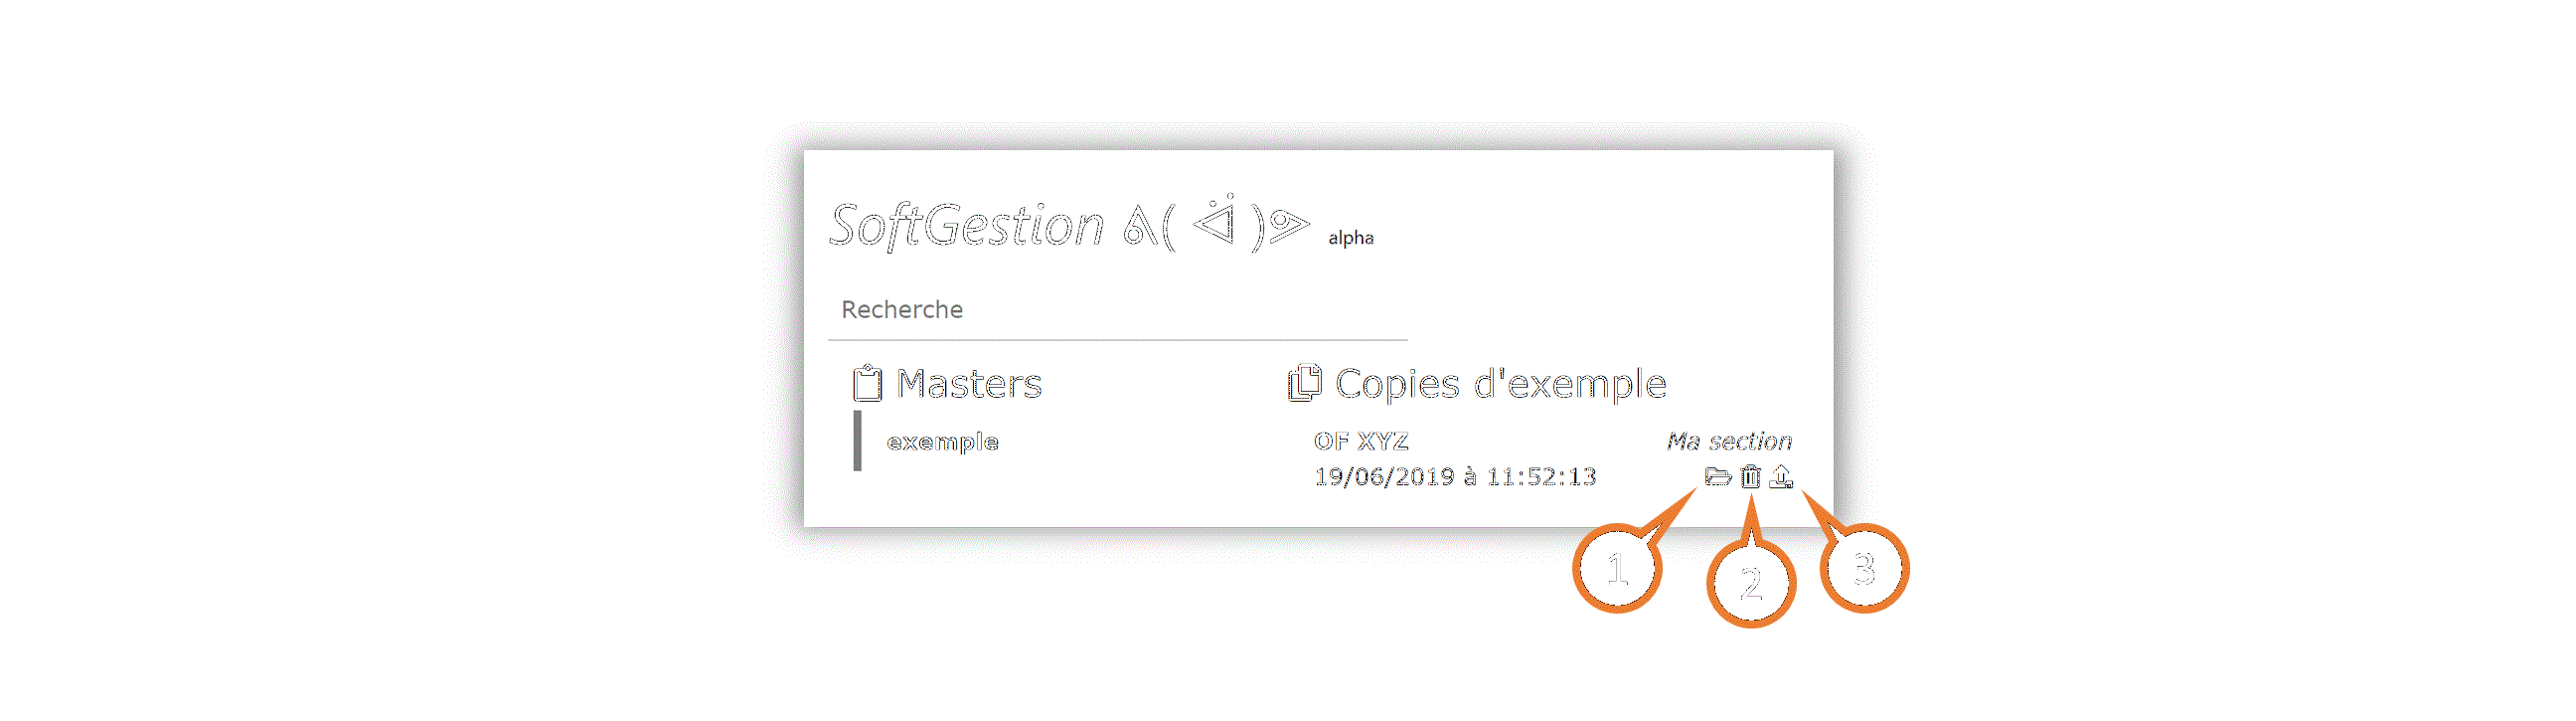 SoftGestion ᕕ( ᐛ )ᕗ alpha
Recherche
Masters
Copies d'exemple
exemple
OF XYZ
Ma section
19/06/2019 à 11:52:13
1
2
3